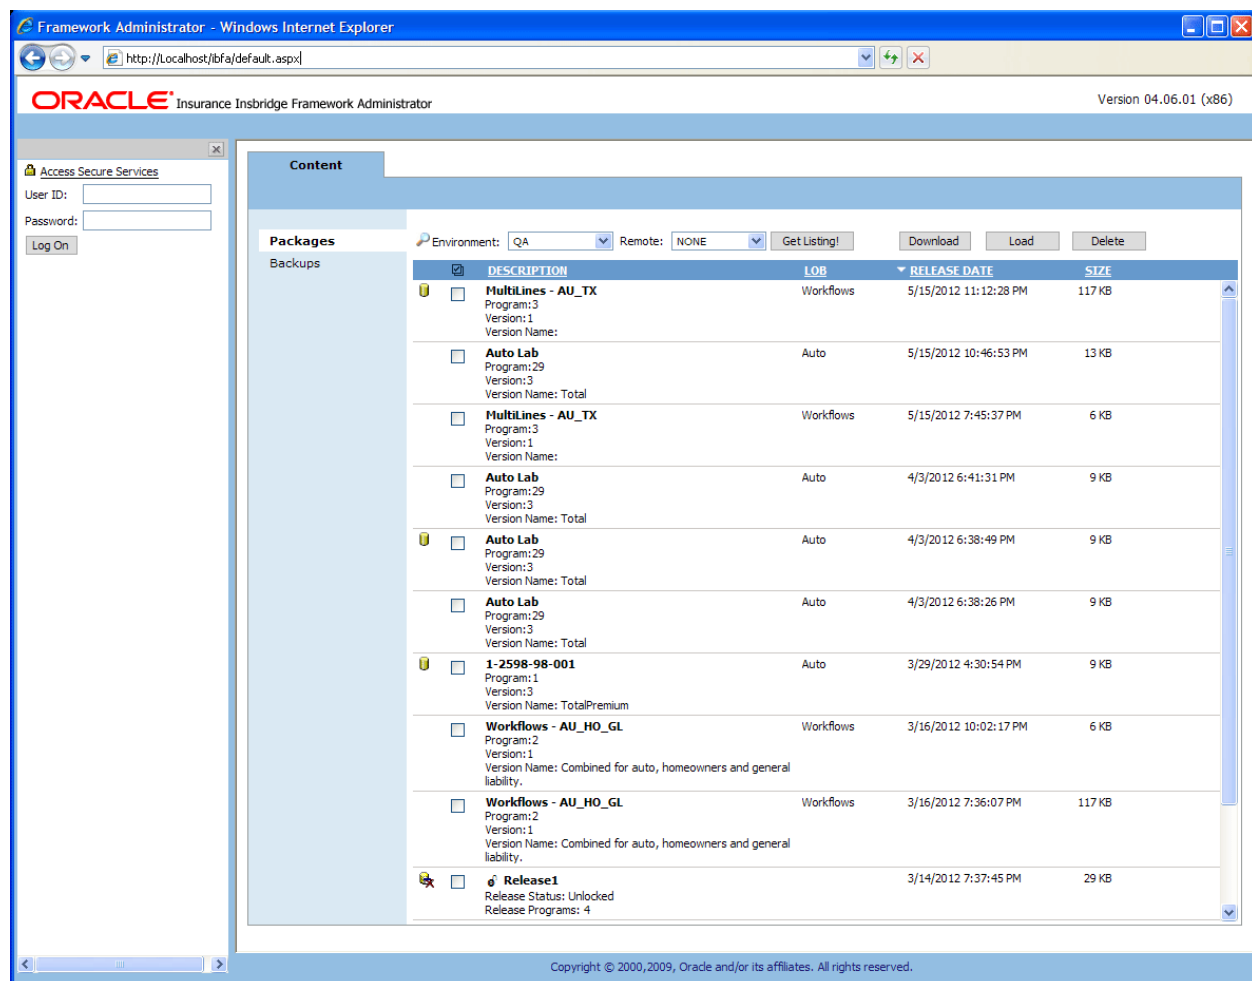 Framework Administrator - Windows Internet Explorer
http://Localhost/ibfa/default.aspx
ORACLE Insurance Insbridge Framework Administrator
Version 04.06.01 (x86)
Access Secure Services
User ID:
Password:
Log On
Content
Packages
Backups
Environment: QA Remote: NONE Get Listing! Download Load Delete
DESCRIPTION LOB RELEASE DATE SIZE
MultiLines - AU_TX Workflows 5/15/2012 11:12:28 PM 117 KB
Program:3
Version:1
Version Name:
Auto Lab Auto 5/15/2012 10:46:53 PM 13 KB
Program:29
Version:3
Version Name: Total
MultiLines - AU_TX Workflows 5/15/2012 7:45:37 PM 6 KB
Program:3
Version:1
Version Name:
Auto Lab Auto 4/3/2012 6:41:31 PM 9 KB
Program:29
Version:3
Version Name: Total
Auto Lab Auto 4/3/2012 6:38:49 PM 9 KB
Program:29
Version:3
Version Name: Total
Auto Lab Auto 4/3/2012 6:38:26 PM 9 KB
Program:29
Version:3
Version Name: Total
1-2598-98-001 Auto 3/29/2012 4:30:54 PM 9 KB
Program:1
Version:3
Version Name: TotalPremium
Workflows - AU_HO_GL Workflows 3/16/2012 10:02:17 PM 6 KB
Program:2
Version:1
Version Name: Combined for auto, homeowners and general
liability.
Workflows - AU_HO_GL Workflows 3/16/2012 7:36:07 PM 117 KB
Program:2
Version:1
Version Name: Combined for auto, homeowners and general
liability.
Release1 3/14/2012 7:37:45 PM 29 KB
Release Status: Unlocked
Release Programs: 4
Copyright © 2000,2009, Oracle and/or its affiliates. All rights reserved.